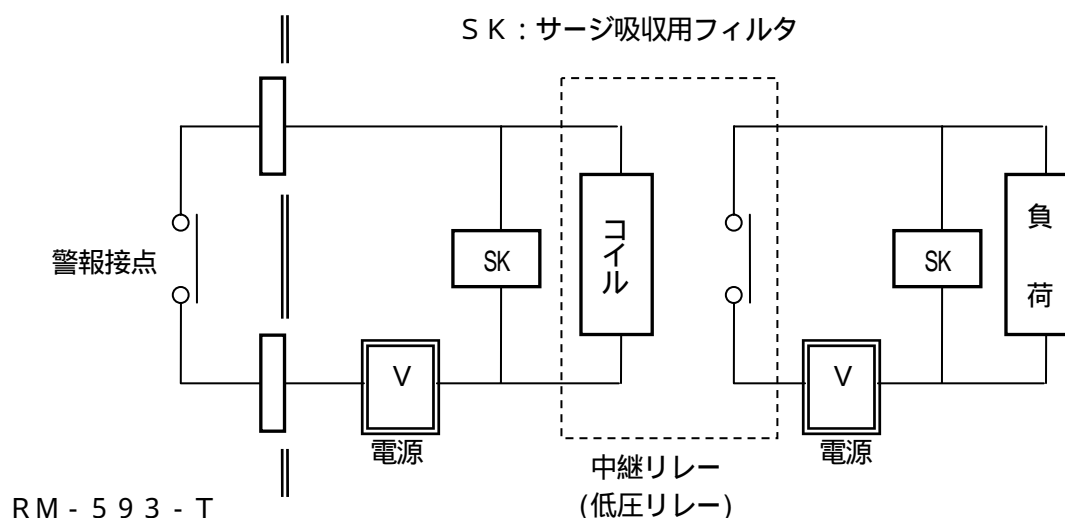 ＳＫ：サージ吸収用フィルタ
警報接点
SK
コイル
負荷
SK
V
V
電源
電源
中継リレー
(低圧リレー)
ＲＭ-５９３-Ｔ